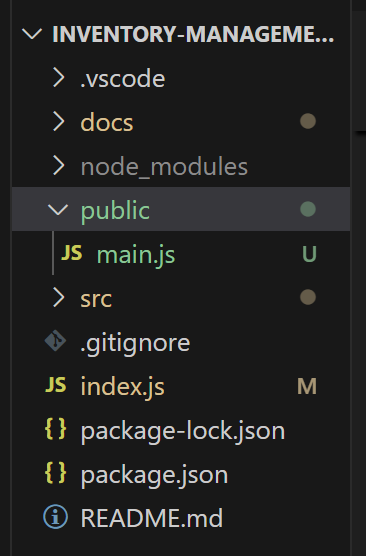 INVENTORY-MANAGEME...
.vscode
docs
node_modules
public
JS main.js U
src
.gitignore
JS index.js M
{ } package-lock.json
{ } package.json
README.md